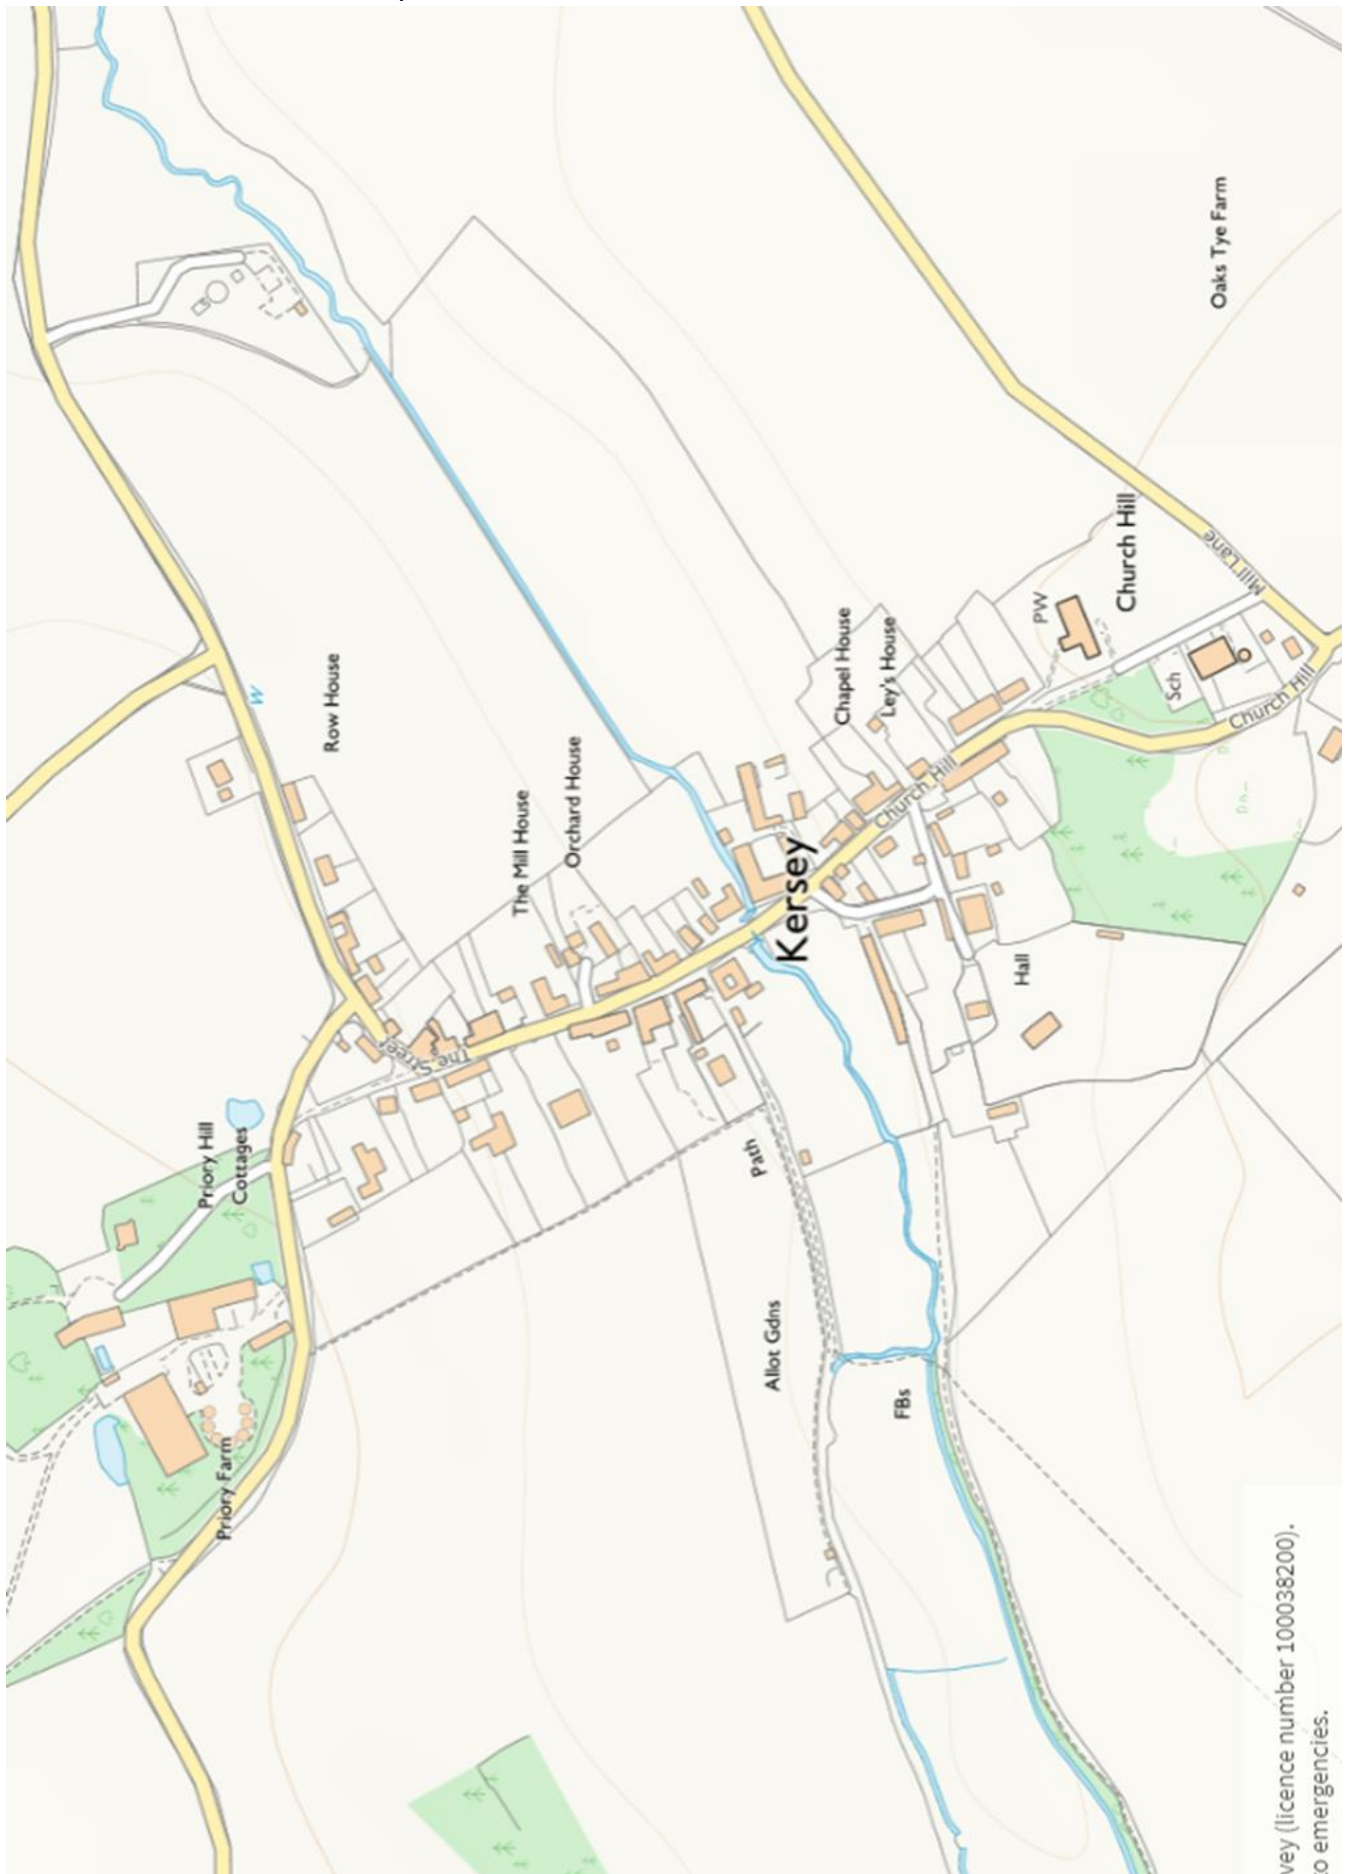 Priory Farm
Priory Hill
Cottages
Row House
W
The Street
The Mill House
Orchard House
Path
Allot Gdns
Kersey
FBs
Chapel House
Ley's House
Church Hill
Hall
PW
Church Hill
Sch
Mill Lane
Church Hill
Oaks Tye Farm
vey (licence number 100038200).
o emergencies.